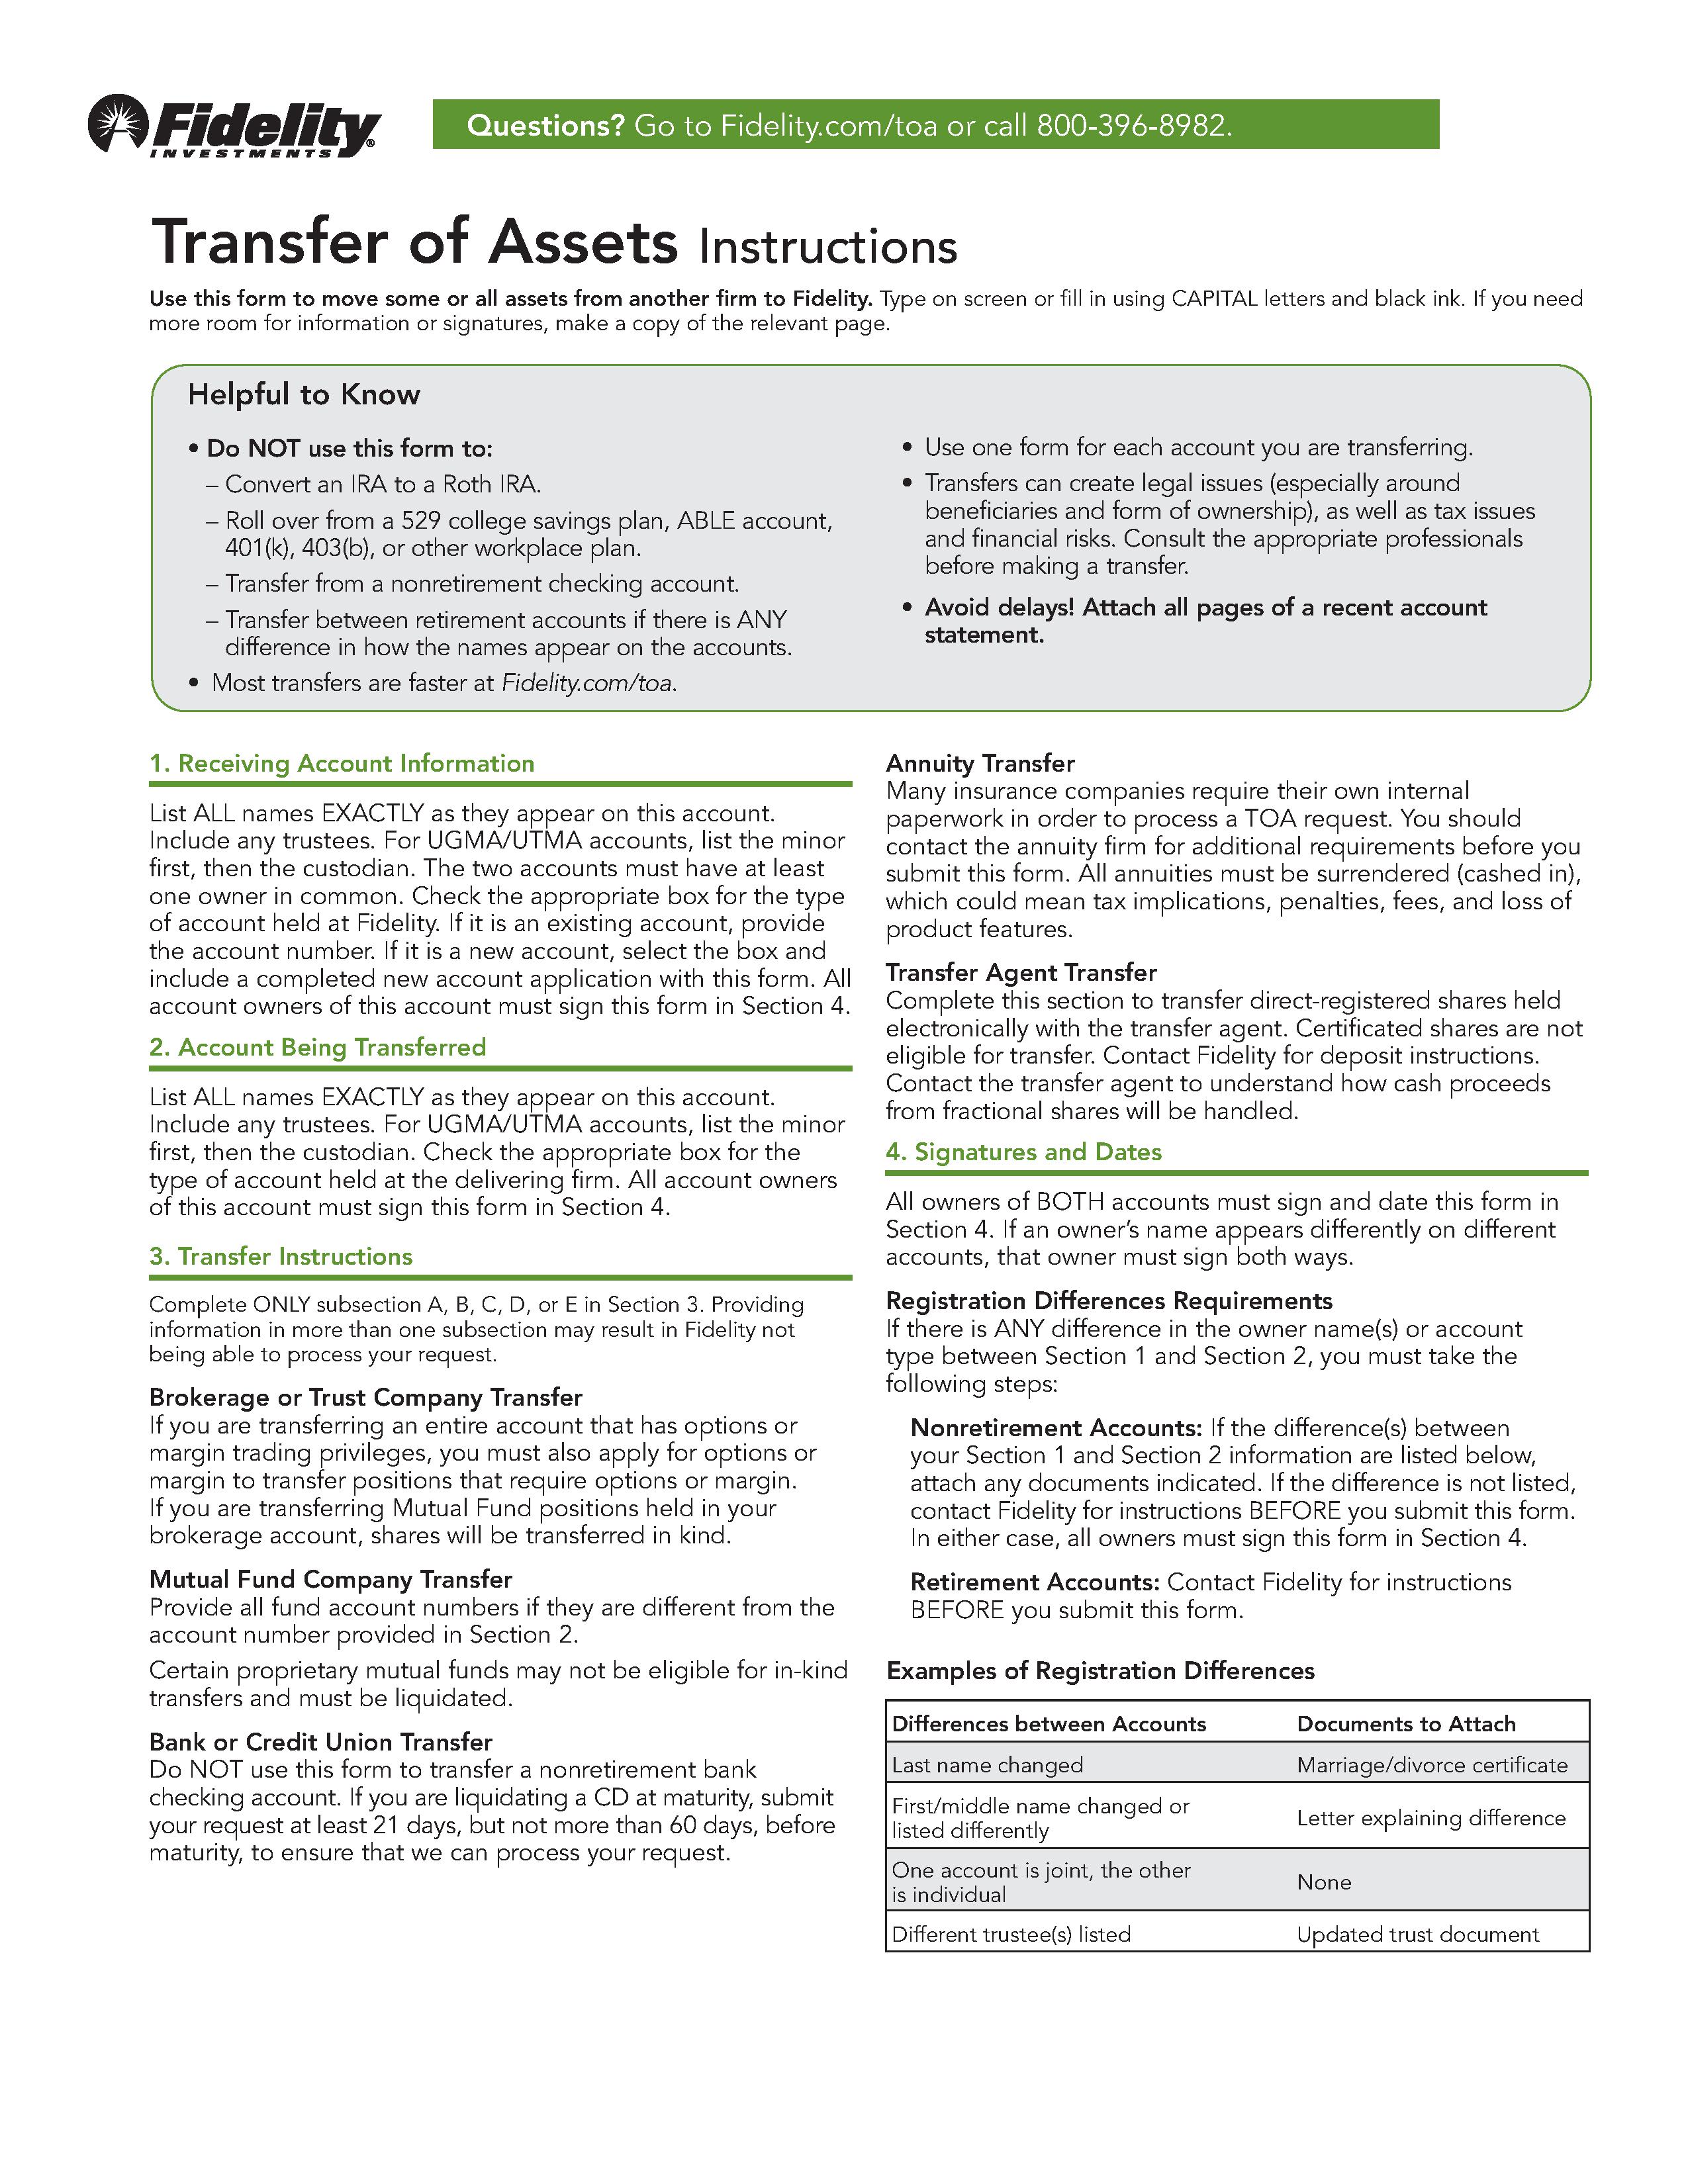 Fidelity
INVESTMENTS®
Questions? Go to Fidelity.com/toa or call 800-396-8982.
Transfer of Assets Instructions
Use this form to move some or all assets from another firm to Fidelity. Type on screen or fill in using CAPITAL letters and black ink. If you need
more room for information or signatures, make a copy of the relevant page.
Helpful to Know
• Do NOT use this form to:
– Convert an IRA to a Roth IRA.
– Roll over from a 529 college savings plan, ABLE account,
401(k), 403(b), or other workplace plan.
– Transfer from a nonretirement checking account.
– Transfer between retirement accounts if there is ANY
difference in how the names appear on the accounts.
• Most transfers are faster at Fidelity.com/toa.
• Use one form for each account you are transferring.
• Transfers can create legal issues (especially around
beneficiaries and form of ownership), as well as tax issues
and financial risks. Consult the appropriate professionals
before making a transfer.
• Avoid delays! Attach all pages of a recent account
statement.
1. Receiving Account Information
List ALL names EXACTLY as they appear on this account.
Include any trustees. For UGMA/UTMA accounts, list the minor
first, then the custodian. The two accounts must have at least
one owner in common. Check the appropriate box for the type
of account held at Fidelity. If it is an existing account, provide
the account number. If it is a new account, select the box and
include a completed new account application with this form. All
account owners of this account must sign this form in Section 4.
2. Account Being Transferred
List ALL names EXACTLY as they appear on this account.
Include any trustees. For UGMA/UTMA accounts, list the minor
first, then the custodian. Check the appropriate box for the
type of account held at the delivering firm. All account owners
of this account must sign this form in Section 4.
3. Transfer Instructions
Complete ONLY subsection A, B, C, D, or E in Section 3. Providing
information in more than one subsection may result in Fidelity not
being able to process your request.
Brokerage or Trust Company Transfer
If you are transferring an entire account that has options or
margin trading privileges, you must also apply for options or
margin to transfer positions that require options or margin.
If you are transferring Mutual Fund positions held in your
brokerage account, shares will be transferred in kind.
Mutual Fund Company Transfer
Provide all fund account numbers if they are different from the
account number provided in Section 2.
Certain proprietary mutual funds may not be eligible for in-kind
transfers and must be liquidated.
Bank or Credit Union Transfer
Do NOT use this form to transfer a nonretirement bank
checking account. If you are liquidating a CD at maturity, submit
your request at least 21 days, but not more than 60 days, before
maturity, to ensure that we can process your request.
Annuity Transfer
Many insurance companies require their own internal
paperwork in order to process a TOA request. You should
contact the annuity firm for additional requirements before you
submit this form. All annuities must be surrendered (cashed in),
which could mean tax implications, penalties, fees, and loss of
product features.
Transfer Agent Transfer
Complete this section to transfer direct-registered shares held
electronically with the transfer agent. Certificated shares are not
eligible for transfer. Contact Fidelity for deposit instructions.
Contact the transfer agent to understand how cash proceeds
from fractional shares will be handled.
4. Signatures and Dates
All owners of BOTH accounts must sign and date this form in
Section 4. If an owner’s name appears differently on different
accounts, that owner must sign both ways.
Registration Differences Requirements
If there is ANY difference in the owner name(s) or account
type between Section 1 and Section 2, you must take the
following steps:
Nonretirement Accounts: If the difference(s) between
your Section 1 and Section 2 information are listed below,
attach any documents indicated. If the difference is not listed,
contact Fidelity for instructions BEFORE you submit this form.
In either case, all owners must sign this form in Section 4.
Retirement Accounts: Contact Fidelity for instructions
BEFORE you submit this form.
Examples of Registration Differences
Differences between Accounts Documents to Attach
Last name changed Marriage/divorce certificate
First/middle name changed or
listed differently
Letter explaining difference
One account is joint, the other
is individual
None
Different trustee(s) listed Updated trust document